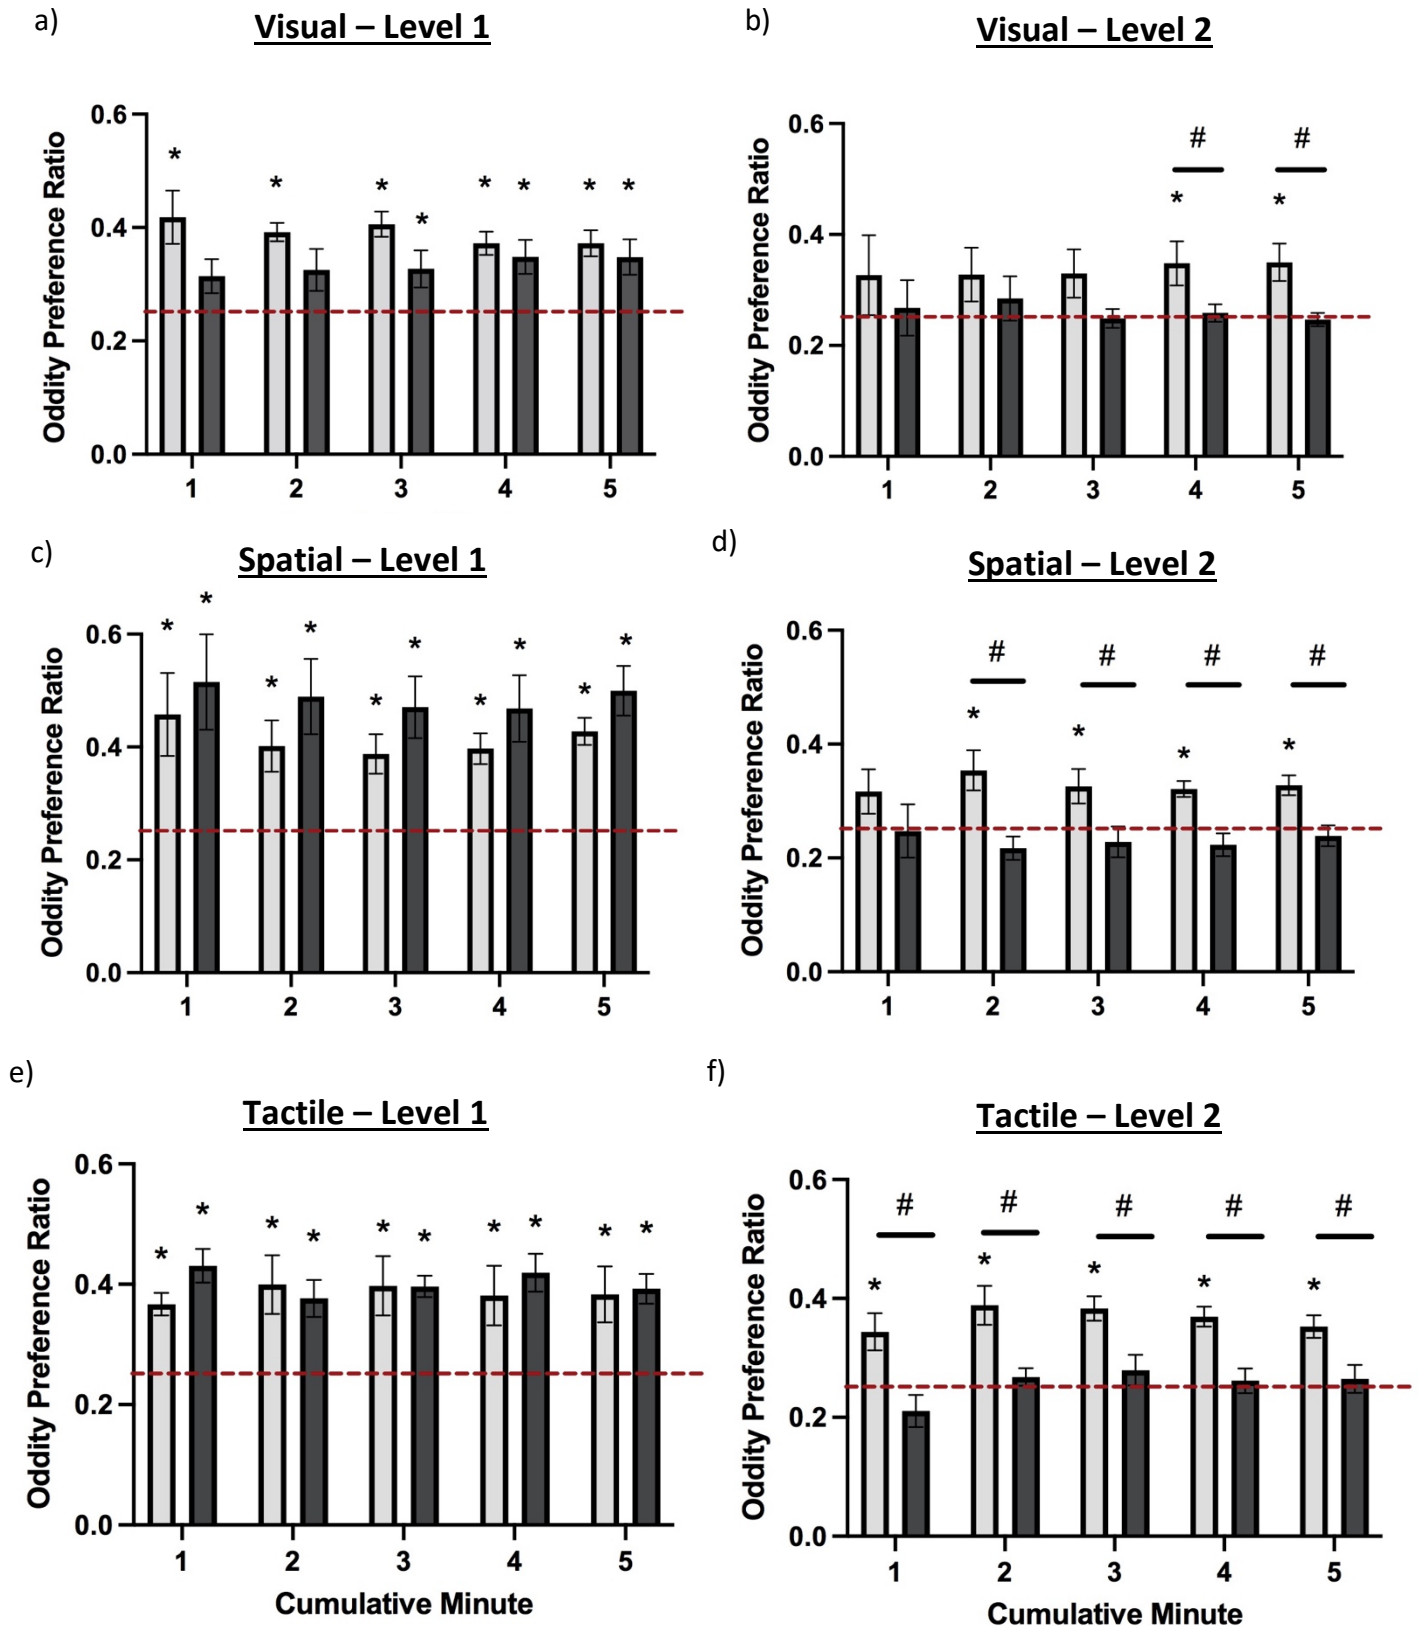 a)
Visual – Level 1
Oddity Preference Ratio
0.6
0.4
0.2
0.0
* * * * * * * *
1 2 3 4 5
b)
Visual – Level 2
Oddity Preference Ratio
0.6
0.4
0.2
0.0
# #
* *
1 2 3 4 5
c)
Spatial – Level 1
Oddity Preference Ratio
0.6
0.4
0.2
0.0
* * * * * * * * * *
1 2 3 4 5
d)
Spatial – Level 2
Oddity Preference Ratio
0.6
0.4
0.2
0.0
# # # #
* * * *
1 2 3 4 5
e)
Tactile – Level 1
Oddity Preference Ratio
0.6
0.4
0.2
0.0
* * * * * * * * * *
1 2 3 4 5
Cumulative Minute
f)
Tactile – Level 2
Oddity Preference Ratio
0.6
0.4
0.2
0.0
# # # # #
* * * * *
1 2 3 4 5
Cumulative Minute